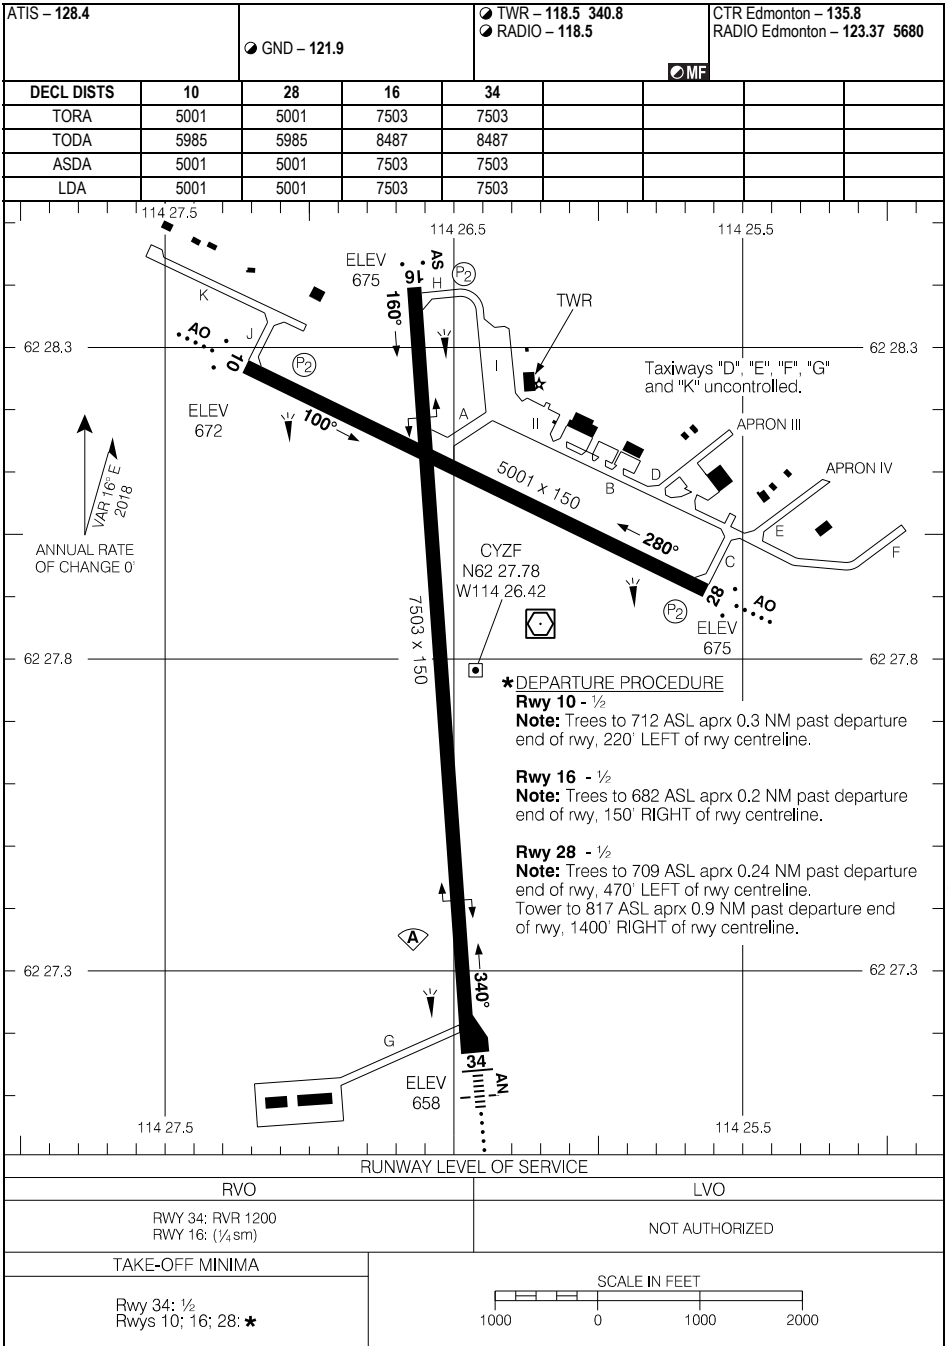 ATIS – 128.4
GND – 121.9
TWR – 118.5 340.8
RADIO – 118.5
MF
CTR Edmonton – 135.8
RADIO Edmonton – 123.37 5680
DECL DISTS 10 28 16 34
TORA 5001 5001 7503 7503
TODA 5985 5985 8487 8487
ASDA 5001 5001 7503 7503
LDA 5001 5001 7503 7503
114 27.5
114 26.5
114 25.5
ELEV
675
AS
16
160°
H
P2
K
J
AO
10
P2
62 28.3
62 28.3
TWR
I
II
A
Taxiways "D", "E", "F", "G"
and "K" uncontrolled.
ELEV
672
100°
APRON III
APRON IV
B
D
E
F
C
5001 x 150
280°
28
AO
P2
ELEV
675
VAR 16° E
2018
ANNUAL RATE
OF CHANGE 0'
CYZF
N62 27.78
W114 26.42
7503 x 150
62 27.8
62 27.8
*DEPARTURE PROCEDURE
Rwy 10 - ½
Note: Trees to 712 ASL aprx 0.3 NM past departure
end of rwy, 220' LEFT of rwy centreline.
Rwy 16 - ½
Note: Trees to 682 ASL aprx 0.2 NM past departure
end of rwy, 150' RIGHT of rwy centreline.
Rwy 28 - ½
Note: Trees to 709 ASL aprx 0.24 NM past departure
end of rwy, 470' LEFT of rwy centreline.
Tower to 817 ASL aprx 0.9 NM past departure end
of rwy, 1400' RIGHT of rwy centreline.
A
62 27.3
62 27.3
340°
G
34
AN
ELEV
658
114 27.5
114 25.5
RUNWAY LEVEL OF SERVICE
RVO
LVO
RWY 34: RVR 1200
RWY 16: (¼ sm)
NOT AUTHORIZED
TAKE-OFF MINIMA
Rwy 34: ½
Rwys 10; 16; 28: *
SCALE IN FEET
1000 0 1000 2000